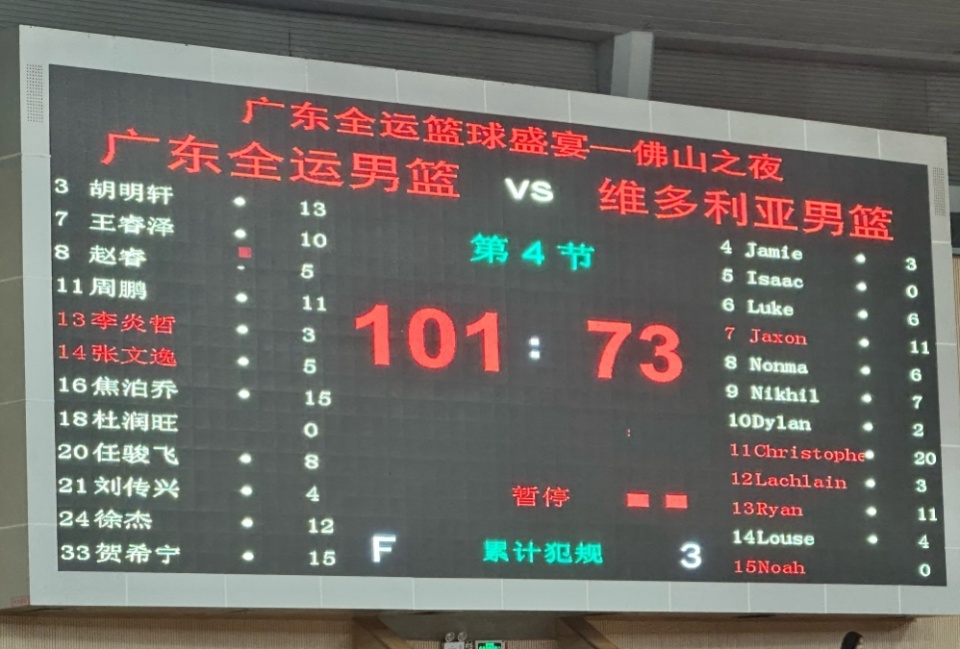 广东全运篮球盛宴—佛山之夜
广东全运男篮 VS 维多利亚男篮
第 4 节
101 : 73
3 胡明轩 13
7 王睿泽 10
8 赵睿 5
11 周鹏 11
13 李炎哲 3
14 张文逸 5
16 焦泊乔 15
18 杜润旺 0
20 任骏飞 8
21 刘传兴 4
24 徐杰 12
33 贺希宁 15
4 Jamie 3
5 Isaac 0
6 Luke 6
7 Jaxon 11
8 Nonma 6
9 Nikhil 7
10Dylan 2
11Christophe 20
12Lachlain 3
13Ryan 11
14Louse 4
15Noah 0
暂停
F 累计犯规 3